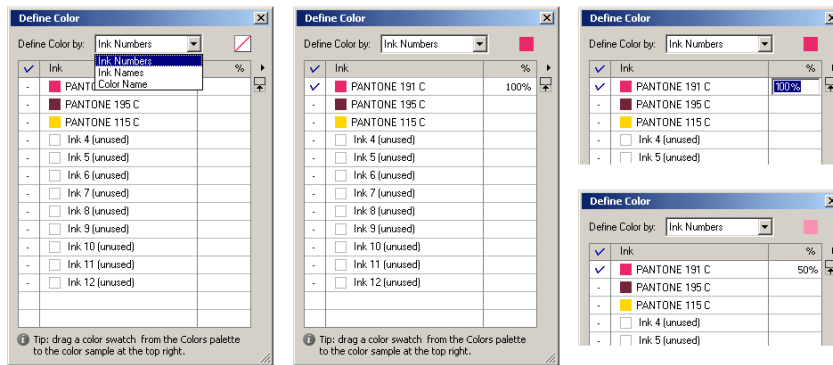 Define Color
Define Color by: Ink Numbers
Ink Numbers
Ink Names
Color Name
Ink %
PANTO
PANTONE 195 C
PANTONE 115 C
Ink 4 (unused)
Ink 5 (unused)
Ink 6 (unused)
Ink 7 (unused)
Ink 8 (unused)
Ink 9 (unused)
Ink 10 (unused)
Ink 11 (unused)
Ink 12 (unused)
Tip: drag a color swatch from the Colors palette
to the color sample at the top right.
Define Color
Define Color by: Ink Numbers
Ink %
PANTONE 191 C 100%
PANTONE 195 C
PANTONE 115 C
Ink 4 (unused)
Ink 5 (unused)
Ink 6 (unused)
Ink 7 (unused)
Ink 8 (unused)
Ink 9 (unused)
Ink 10 (unused)
Ink 11 (unused)
Ink 12 (unused)
Tip: drag a color swatch from the Colors palette
to the color sample at the top right.
Define Color
Define Color by: Ink Numbers
Ink %
PANTONE 191 C 100%
PANTONE 195 C
PANTONE 115 C
Ink 4 (unused)
Ink 5 (unused)
Define Color
Define Color by: Ink Numbers
Ink %
PANTONE 191 C 50%
PANTONE 195 C
PANTONE 115 C
Ink 4 (unused)
Ink 5 (unused)